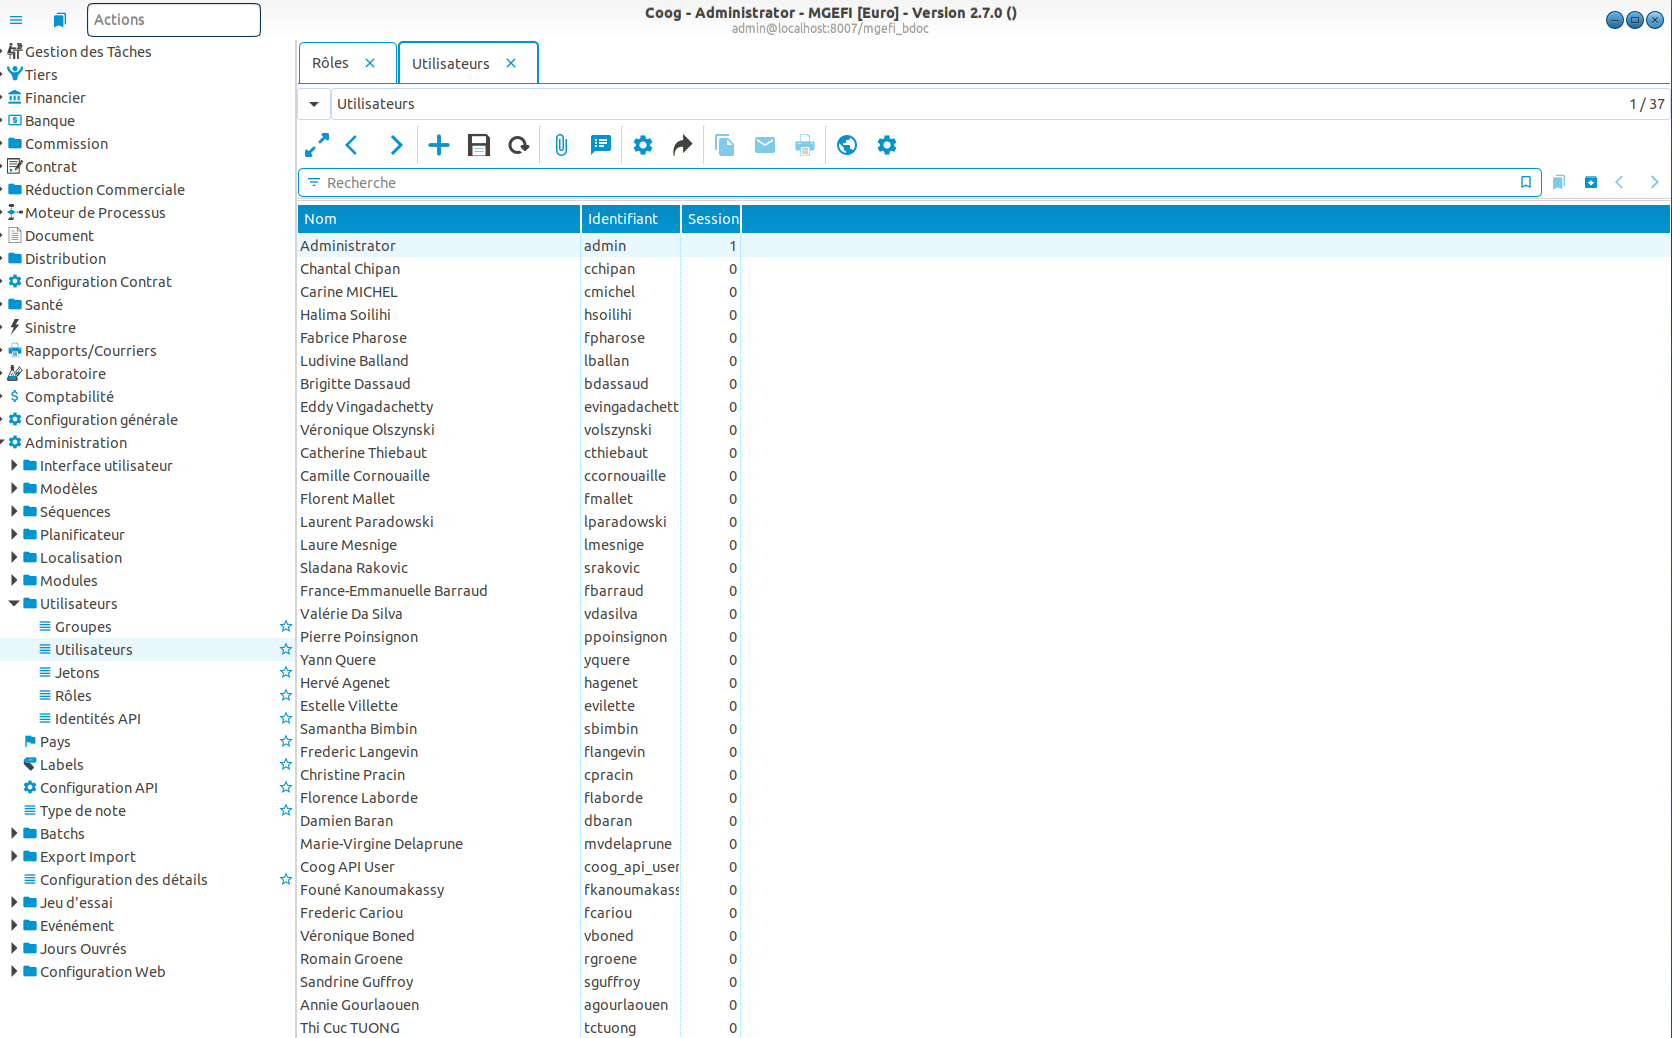 Actions
Coog - Administrator - MGEFI [Euro] - Version 2.7.0 ()
admin@localhost:8007/mgefi_bdoc
Gestion des Tâches
Tiers
Financier
Banque
Commission
Contrat
Réduction Commerciale
Moteur de Processus
Document
Distribution
Configuration Contrat
Santé
Sinistre
Rapports/Courriers
Laboratoire
Comptabilité
Configuration générale
Administration
Interface utilisateur
Modèles
Séquences
Planificateur
Localisation
Modules
Utilisateurs
Groupes
Utilisateurs
Jetons
Rôles
Identités API
Pays
Labels
Configuration API
Type de note
Batchs
Export Import
Configuration des détails
Jeu d'essai
Evénément
Jours Ouvrés
Configuration Web
Rôles Utilisateurs
Utilisateurs 1 / 37
Recherche
Nom Identifiant Session
Administrator admin 1
Chantal Chipan cchipan 0
Carine MICHEL cmichel 0
Halima Soilihi hsoilihi 0
Fabrice Pharose fpharose 0
Ludivine Balland lballan 0
Brigitte Dassaud bdassaud 0
Eddy Vingadachetty evingadachett 0
Véronique Olszynski volszynski 0
Catherine Thiebaut cthiebaut 0
Camille Cornouaille ccornouaille 0
Florent Mallet fmallet 0
Laurent Paradowski lparadowski 0
Laure Mesnige lmesnige 0
Sladana Rakovic srakovic 0
France-Emmanuelle Barraud fbarraud 0
Valérie Da Silva vdasilva 0
Pierre Poinsignon ppoinsignon 0
Yann Quere yquere 0
Hervé Agenet hagenet 0
Estelle Villette evilette 0
Samantha Bimbin sbimbin 0
Frederic Langevin flangevin 0
Christine Pracin cpracin 0
Florence Laborde flaborde 0
Damien Baran dbaran 0
Marie-Virgine Delaprune mvdelaprune 0
Coog API User coog_api_user 0
Founé Kanoumakassy fkanoumakass 0
Frederic Cariou fcariou 0
Véronique Boned vboned 0
Romain Groene rgroene 0
Sandrine Guffroy sguffroy 0
Annie Gourlaouen agourlaouen 0
Thi Cuc TUONG tctuong 0